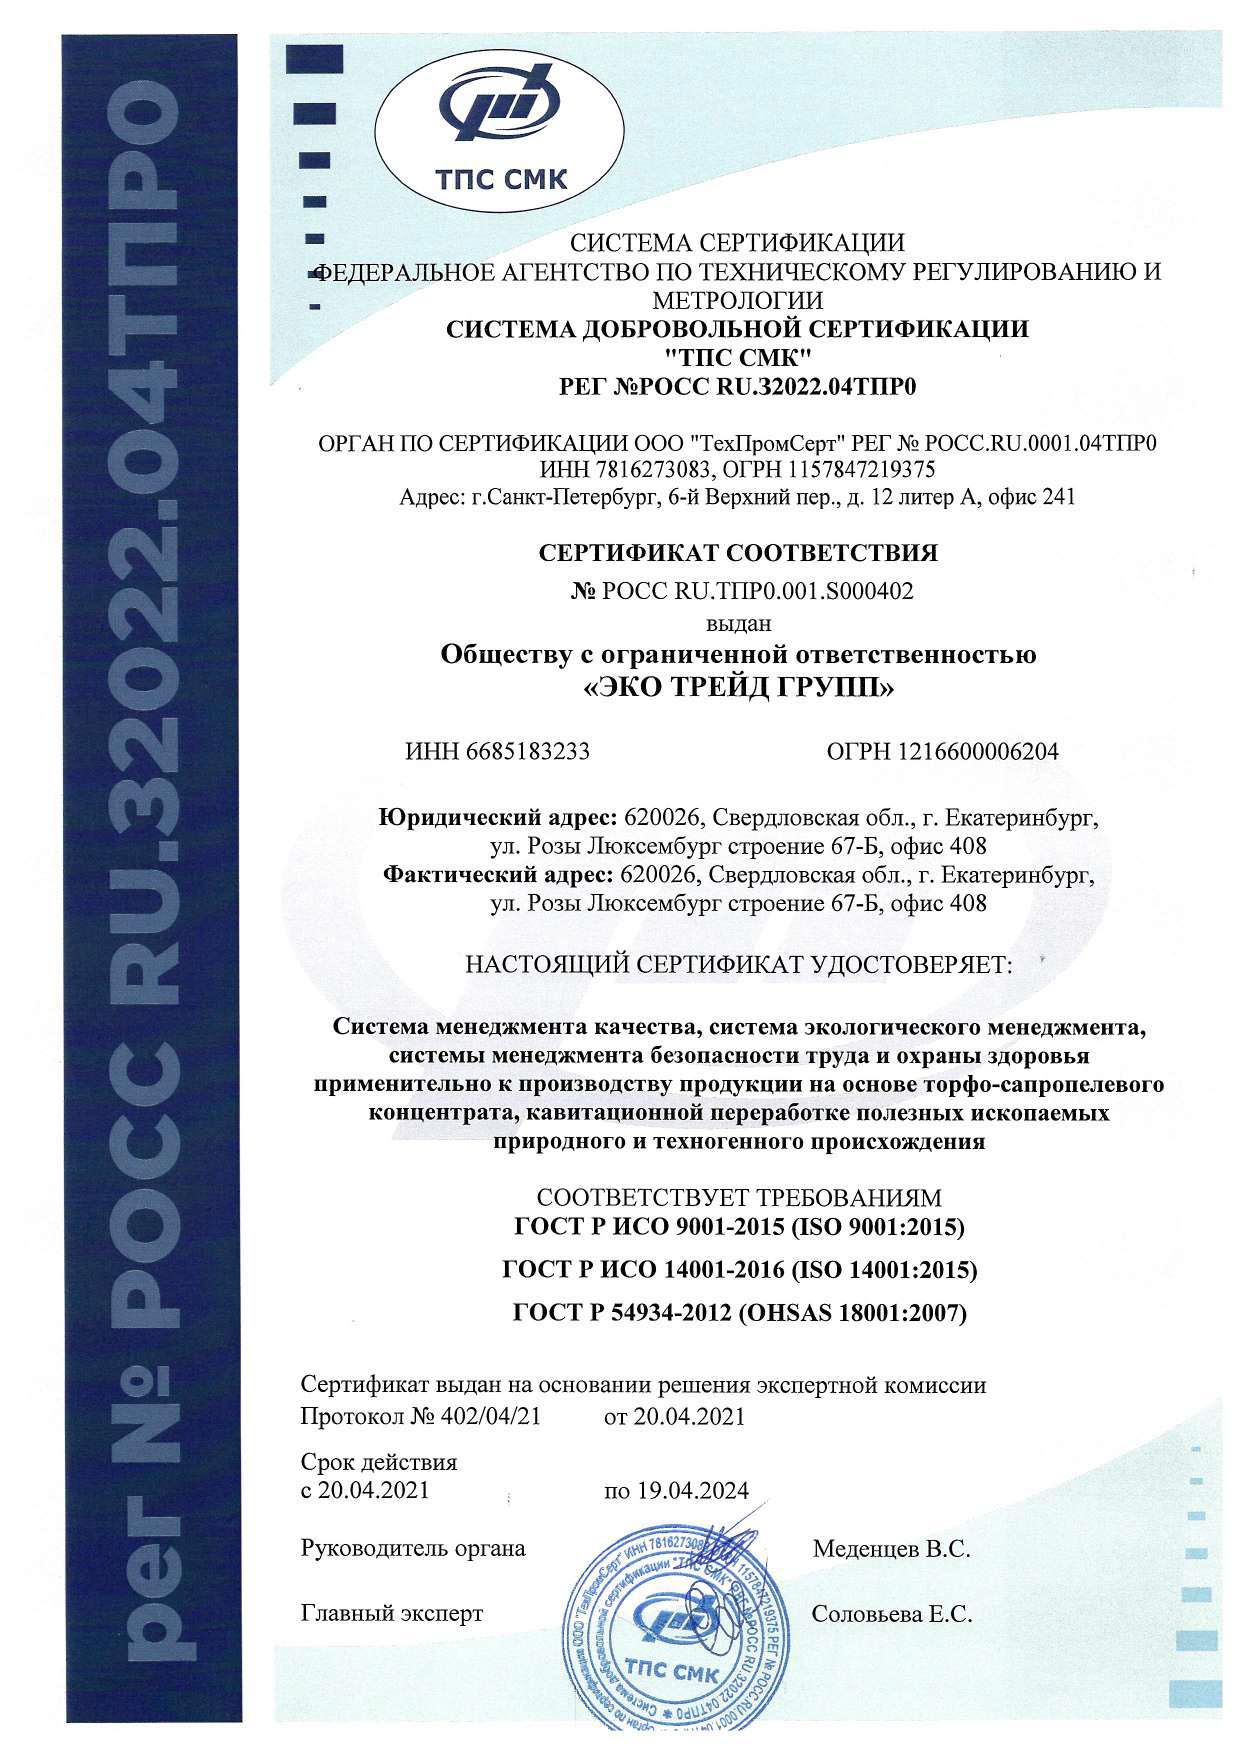 рег № РОСС RU.З2022.04ТПР0
ТПС СМК
СИСТЕМА СЕРТИФИКАЦИИ
ФЕДЕРАЛЬНОЕ АГЕНТСТВО ПО ТЕХНИЧЕСКОМУ РЕГУЛИРОВАНИЮ И
МЕТРОЛОГИИ
СИСТЕМА ДОБРОВОЛЬНОЙ СЕРТИФИКАЦИИ
"ТПС СМК"
РЕГ №РОСС RU.З2022.04ТПР0
ОРГАН ПО СЕРТИФИКАЦИИ ООО "ТехПромСерт" РЕГ № РОСС.RU.0001.04ТПР0
ИНН 7816273083, ОГРН 1157847219375
Адрес: г.Санкт-Петербург, 6-й Верхний пер., д. 12 литер А, офис 241
СЕРТИФИКАТ СООТВЕТСТВИЯ
№ РОСС RU.ТПР0.001.S000402
выдан
Обществу с ограниченной ответственностью
«ЭКО ТРЕЙД ГРУПП»
ИНН 6685183233 ОГРН 1216600006204
Юридический адрес: 620026, Свердловская обл., г. Екатеринбург,
ул. Розы Люксембург строение 67-Б, офис 408
Фактический адрес: 620026, Свердловская обл., г. Екатеринбург,
ул. Розы Люксембург строение 67-Б, офис 408
НАСТОЯЩИЙ СЕРТИФИКАТ УДОСТОВЕРЯЕТ:
Система менеджмента качества, система экологического менеджмента,
системы менеджмента безопасности труда и охраны здоровья
применительно к производству продукции на основе торфо-сапропелевого
концентрата, кавитационной переработке полезных ископаемых
природного и техногенного происхождения
СООТВЕТСТВУЕТ ТРЕБОВАНИЯМ
ГОСТ Р ИСО 9001-2015 (ISO 9001:2015)
ГОСТ Р ИСО 14001-2016 (ISO 14001:2015)
ГОСТ Р 54934-2012 (OHSAS 18001:2007)
Сертификат выдан на основании решения экспертной комиссии
Протокол № 402/04/21 от 20.04.2021
Срок действия
с 20.04.2021 по 19.04.2024
Руководитель органа Меденцев В.С.
Главный эксперт Соловьева Е.С.
Орган по сертификации ООО "ТехПромСерт" ИНН 7816273083 1157847219375 РЕГ № РОСС.RU.0001.04
Система добровольной сертификации "ТПС СМК" РЕГ №РОСС RU.З2022.04ТПР0
ТПС СМК